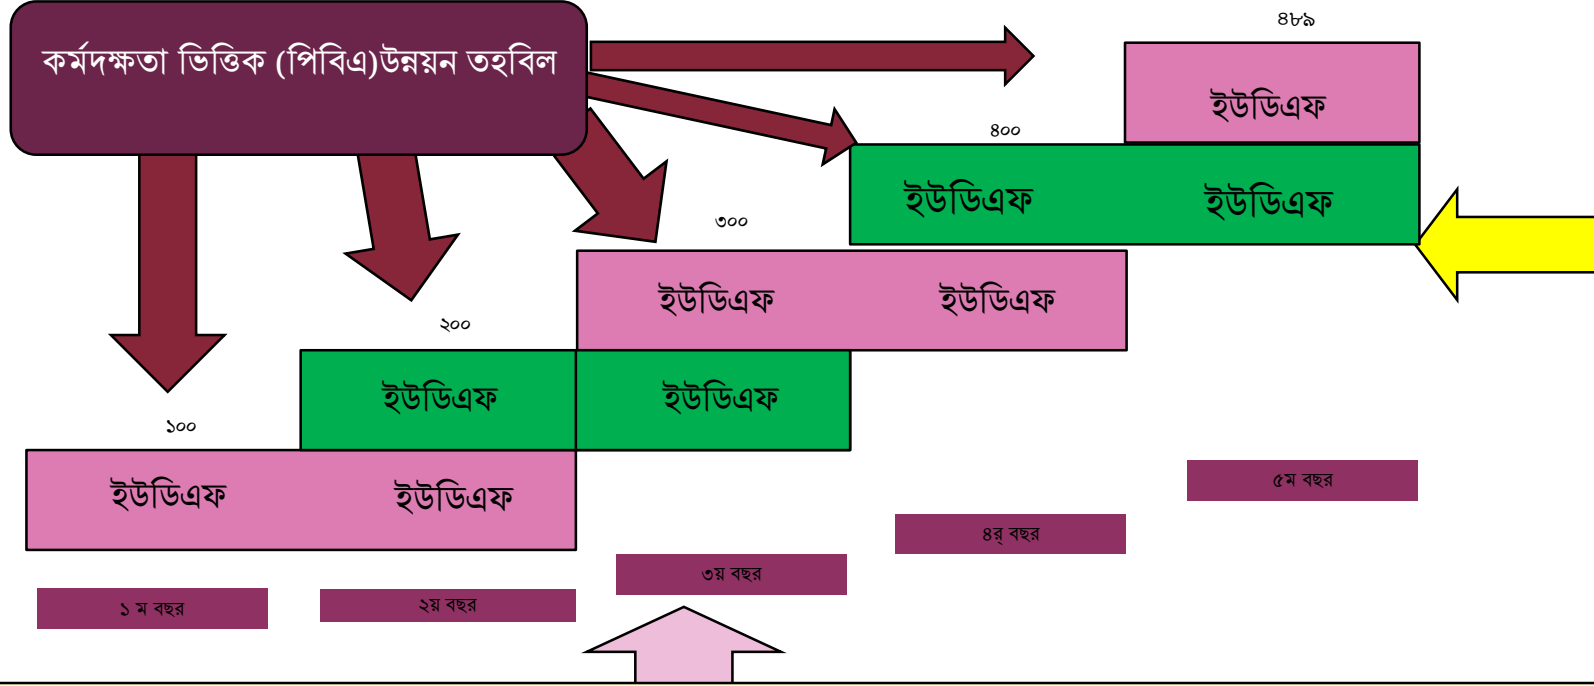 কর্মদক্ষতা ভিত্তিক (পিবিএ)উন্নয়ন তহবিল
৪৮৯
ইউডিএফ
৪০০
ইউডিএফ ইউডিএফ
৩০০
ইউডিএফ ইউডিএফ
২০০
ইউডিএফ ইউডিএফ
১০০
ইউডিএফ ইউডিএফ
৫ম বছর
৪র্ বছর
৩য় বছর
২য় বছর
১ ম বছর